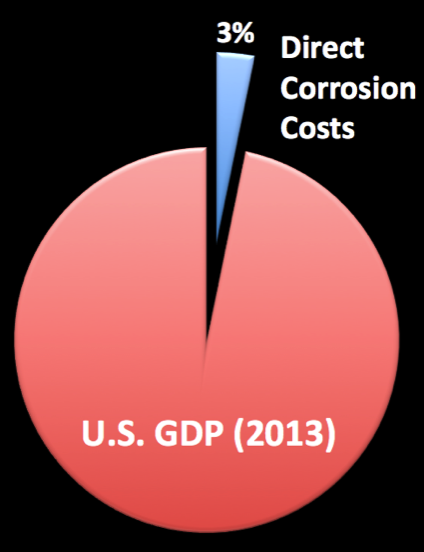 3%
Direct
Corrosion
Costs
U.S. GDP (2013)